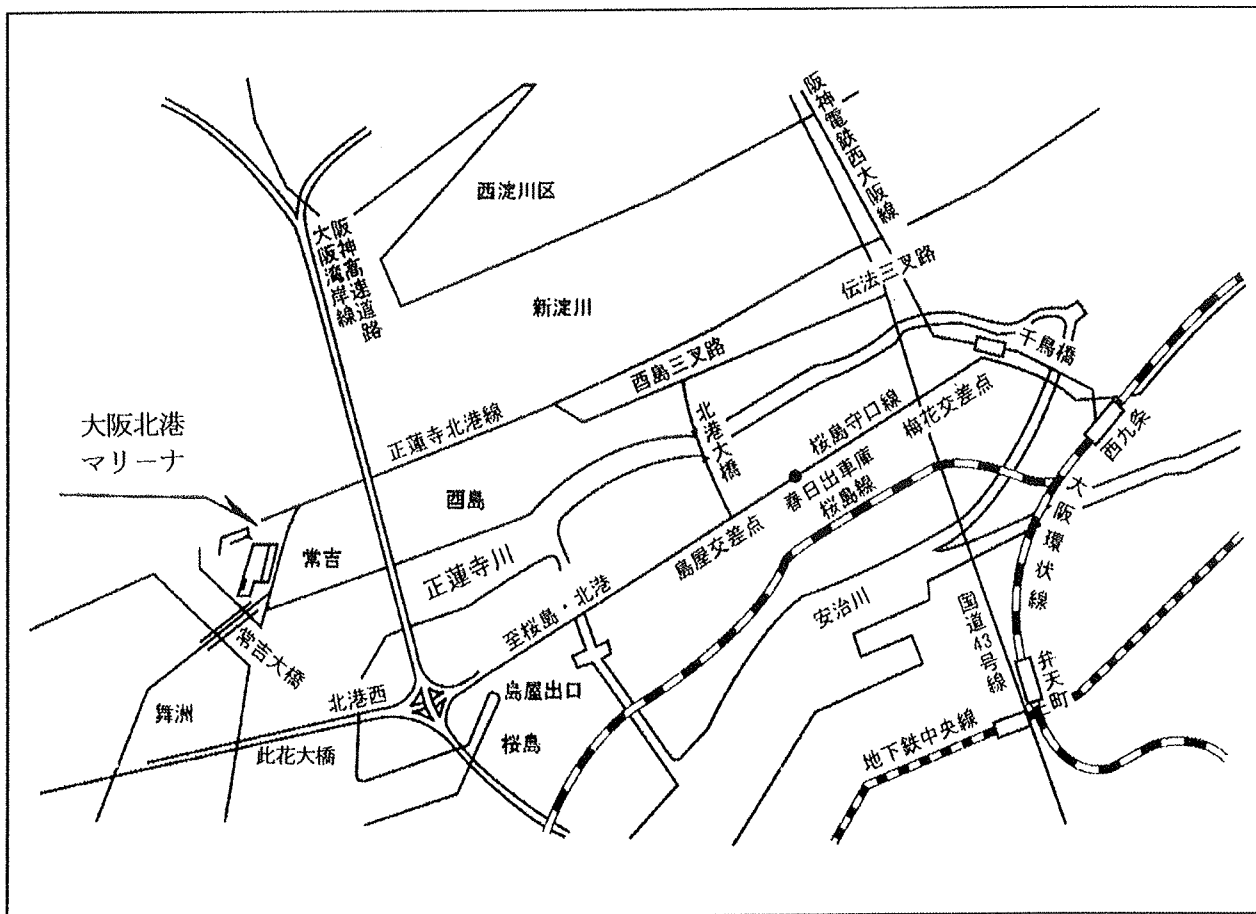 阪神電鉄西大阪線
西淀川区
阪神高速道路
大阪湾岸線
新淀川
伝法三叉路
千鳥橋
酉島三叉路
北港大橋
桜島守口線
梅花交差点
西九条
大阪北港
マリーナ
正蓮寺北港線
春日出車庫
桜島線
大阪環状線
酉島
島屋交差点
常吉
正蓮寺川
安治川
国道43号線
至桜島・北港
常吉大橋
弁天町
北港西
島屋出口
舞洲
桜島
此花大橋
地下鉄中央線